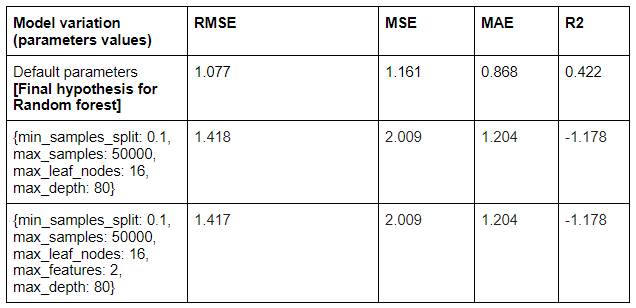 Model variation (parameters values) RMSE MSE MAE R2
Default parameters [Final hypothesis for Random forest] 1.077 1.161 0.868 0.422
{min_samples_split: 0.1, max_samples: 50000, max_leaf_nodes: 16, max_depth: 80} 1.418 2.009 1.204 -1.178
{min_samples_split: 0.1, max_samples: 50000, max_leaf_nodes: 16, max_features: 2, max_depth: 80} 1.417 2.009 1.204 -1.178